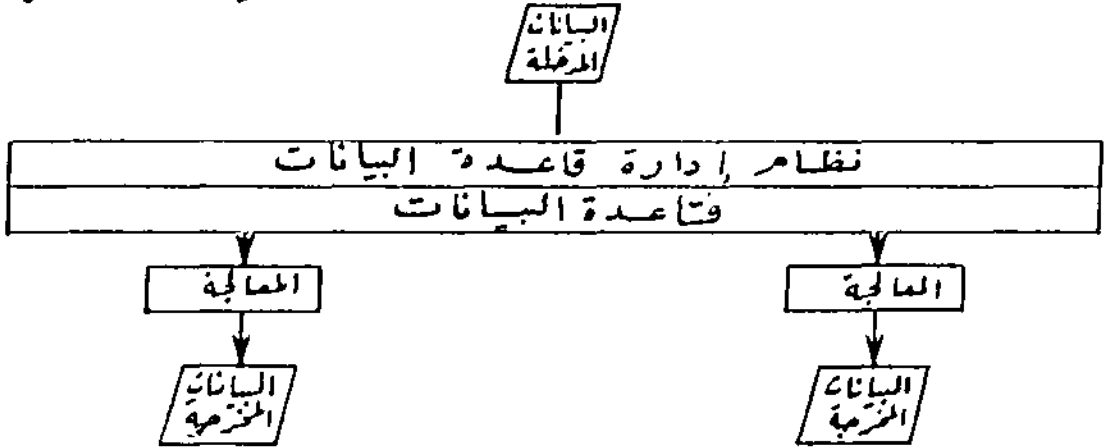 البيانات
المدخلة
نظام إدارة قاعدة البيانات
قاعدة البيانات
المعالجة
المعالجة
البيانات
المخرجة
البيانات
المخرجة